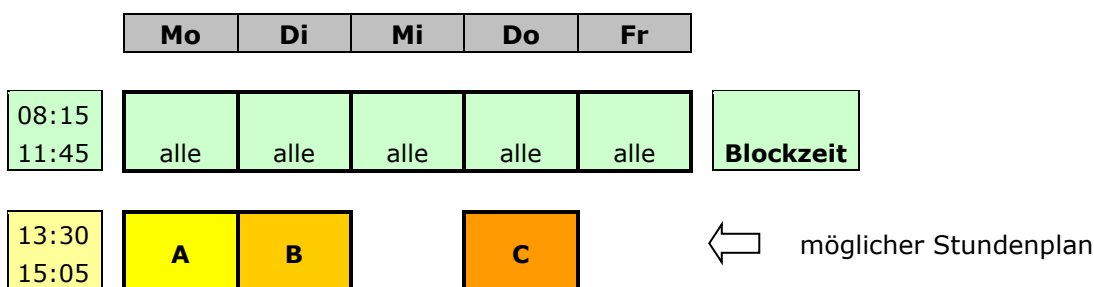 Mo Di Mi Do Fr
08:15
11:45 alle alle alle alle alle Blockzeit
13:30
A B C möglicher Stundenplan
15:05